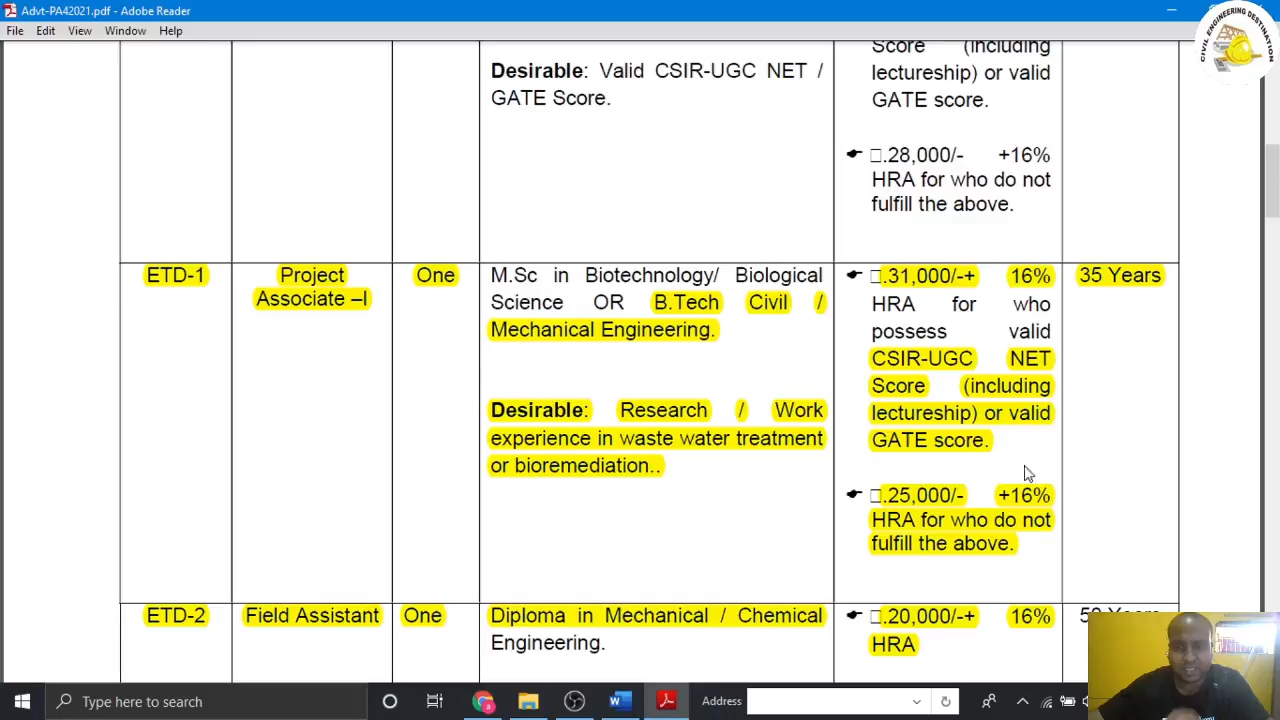 Advt-PA42021.pdf - Adobe Reader
File Edit View Window Help
CIVIL ENGINEERING DESTINATION
Score (including
lectureship) or valid
GATE score.
Desirable: Valid CSIR-UGC NET /
GATE Score.
.28,000/- +16%
HRA for who do not
fulfill the above.
ETD-1
Project
Associate –I
One
M.Sc in Biotechnology/ Biological
Science OR B.Tech Civil /
Mechanical Engineering.
Desirable: Research / Work
experience in waste water treatment
or bioremediation..
.31,000/-+ 16%
HRA for who
possess valid
CSIR-UGC NET
Score (including
lectureship) or valid
GATE score.
.25,000/- +16%
HRA for who do not
fulfill the above.
35 Years
ETD-2
Field Assistant
One
Diploma in Mechanical / Chemical
Engineering.
.20,000/-+ 16%
HRA
Type here to search
Address